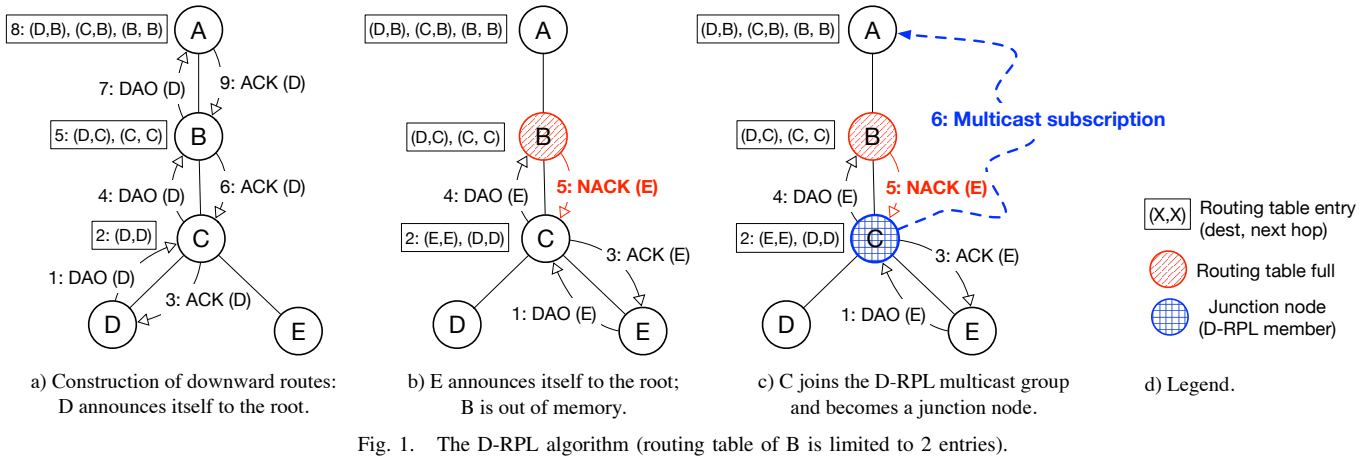 8: (D,B), (C,B), (B, B)
A
7: DAO (D)
9: ACK (D)
5: (D,C), (C, C)
B
4: DAO (D)
6: ACK (D)
2: (D,D)
C
1: DAO (D)
3: ACK (D)
D
E
a) Construction of downward routes:
D announces itself to the root.
(D,B), (C,B), (B, B)
A
(D,C), (C, C)
B
4: DAO (E)
5: NACK (E)
2: (E,E), (D,D)
C
3: ACK (E)
1: DAO (E)
D
E
b) E announces itself to the root;
B is out of memory.
(D,B), (C,B), (B, B)
A
6: Multicast subscription
(D,C), (C, C)
B
4: DAO (E)
5: NACK (E)
2: (E,E), (D,D)
C
3: ACK (E)
1: DAO (E)
D
E
c) C joins the D-RPL multicast group
and becomes a junction node.
(X,X)
Routing table entry
(dest, next hop)
Routing table full
Junction node
(D-RPL member)
d) Legend.
Fig. 1. The D-RPL algorithm (routing table of B is limited to 2 entries).